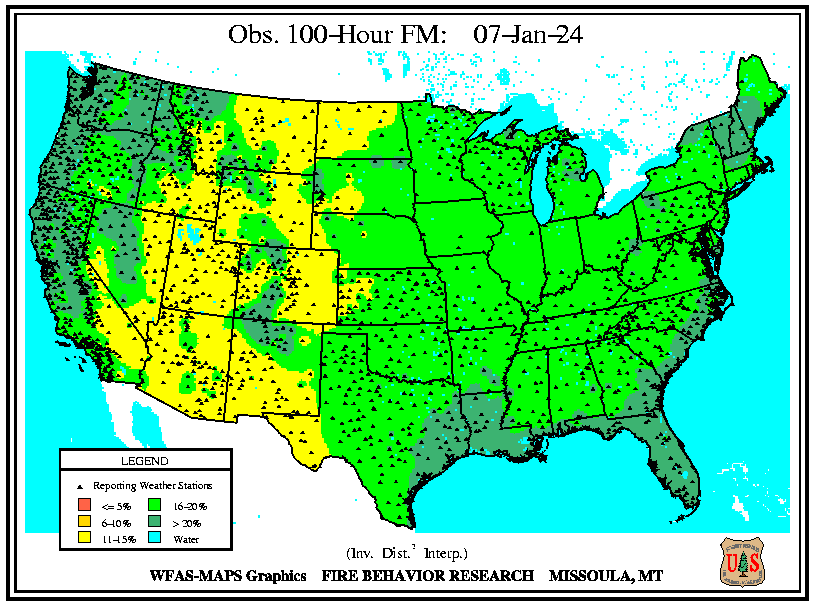 Obs. 100-Hour FM: 07-Jan-24
LEGEND
Reporting Weather Stations
<= 5% 16-20%
6-10% > 20%
11-15% Water
(Inv. Dist.² Interp.)
WFAS-MAPS Graphics FIRE BEHAVIOR RESEARCH MISSOULA, MT
U S